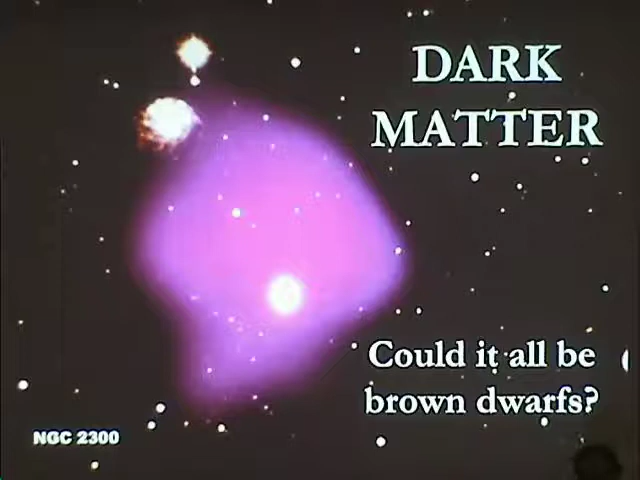 DARK
MATTER
Could it all be
brown dwarfs?
NGC 2300